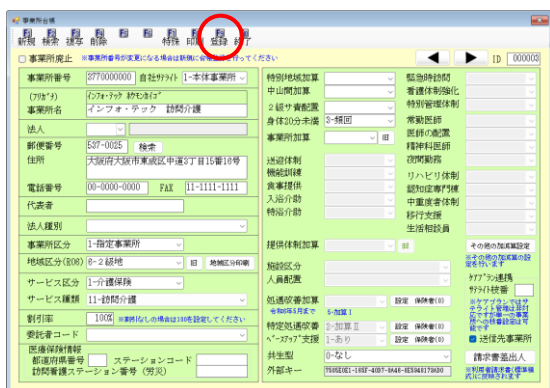 事業所台帳
新規 検索 複写 削除 特殊 印刷 登録 終了
事業所廃止 ※事業所番号が変更になる場合は新規に
行ってください
ID 000003
事業所番号 2770000000 自社ｻﾃﾗｲﾄ 1-本体事業所
(ﾌﾘｶﾞﾅ) ｲﾝﾌｫ･ﾃｯｸ ﾎｳﾓﾝｶｲｺﾞ
事業所名 インフォ・テック 訪問介護
法人
郵便番号 537-0025 検索
住所 大阪府大阪市東成区中道3丁目15番16号
電話番号 00-0000-0000 FAX 11-1111-1111
代表者
法人種別
事業所区分 1-指定事業所
地域区分(R06) 6-2級地 旧 地域区分印刷
サービス区分 1-介護保険
サービス種類 11-訪問介護
割引率 100% ※割引なしの場合は100を設定してください
委託者コード
医療保険情報
都道府県番号 ステーションコード
訪問看護ステーション番号 (労災)
特別地域加算
中山間加算
2級サ責配置
身体20分未満 3-頻回
事業所加算 旧
送迎体制
機能訓練
食事提供
入浴介助
特浴介助
提供体制加算 旧
施設区分
人員配置
処遇改善加算 設定 保険者(0)
令和6年5月まで 5-加算Ⅰ
特定処遇改善 2-加算Ⅱ 設定 保険者(0)
ﾍﾞｰｽｱｯﾌﾟ支援 1-あり 設定 保険者(0)
共生型 0-なし
外部キー
緊急時訪問
看護体制強化
特別管理体制
常勤医師
医師の配置
精神科医師
夜間勤務
リハビリ体制
認知症専門棟
中重度者体制
移行支援
生活相談員
その他の加減算設定
※その他の加減算の設定を行います
ｹｱﾌﾟﾗﾝ連携
ｻﾃﾗｲﾄ枝番
送信先事業所
請求書差出人